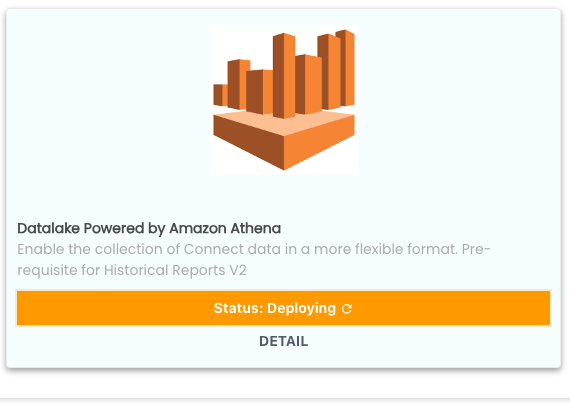 Datalake Powered by Amazon Athena
Enable the collection of Connect data in a more flexible format. Pre-
requisite for Historical Reports V2
Status: Deploying
DETAIL